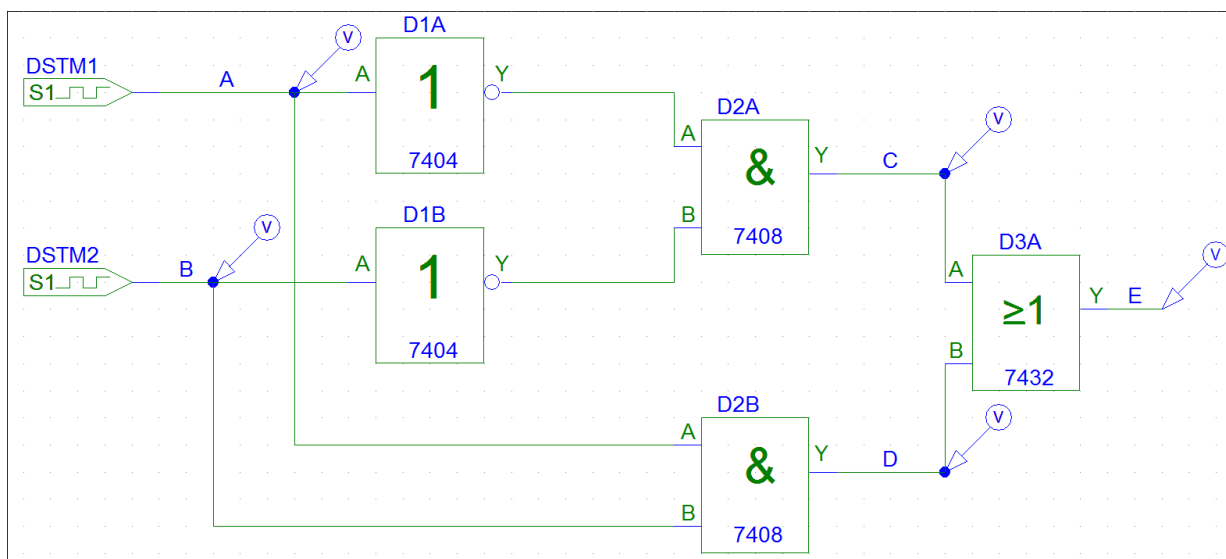 D1A
V
DSTM1
S1
A
A
1
Y
7404
D2A
A
&
Y
B
7408
C
V
D1B
V
DSTM2
S1
B
A
1
Y
7404
D3A
A
≥1
Y
B
7432
E
V
D2B
A
&
Y
B
7408
D
V